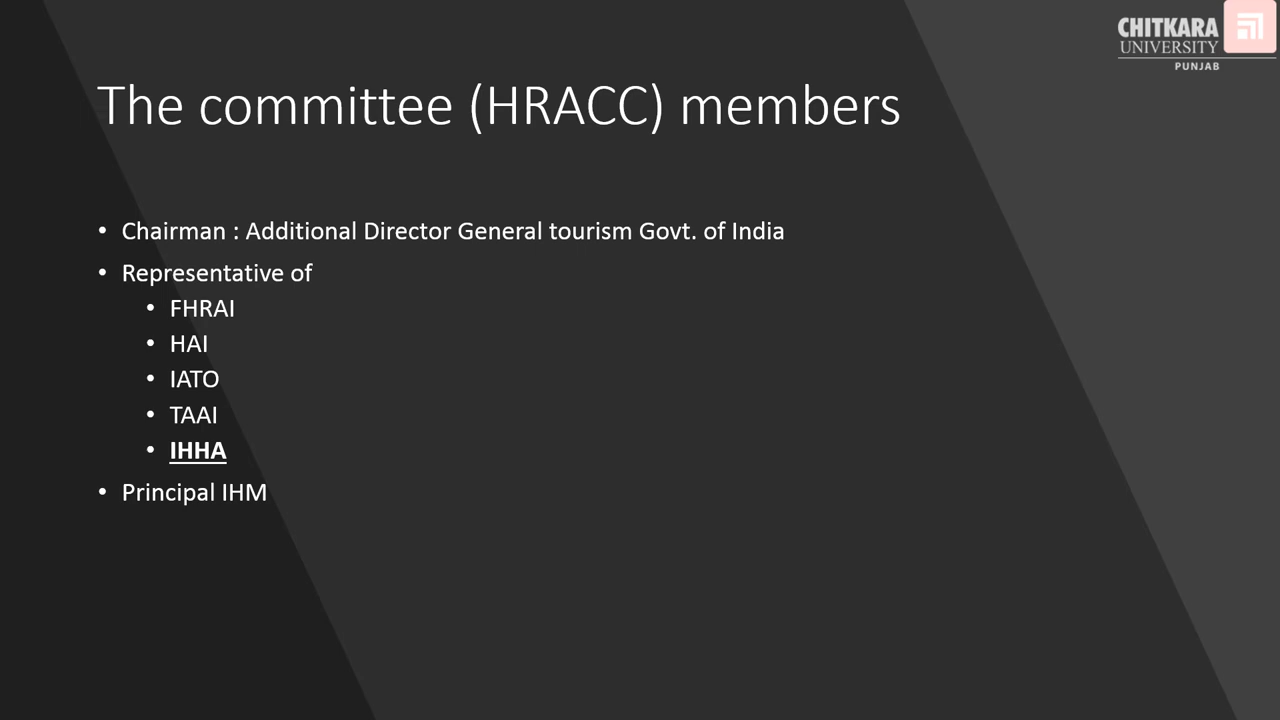 CHITKARA
UNIVERSITY
PUNJAB
The committee (HRACC) members
• Chairman : Additional Director General tourism Govt. of India
• Representative of
• FHRAI
• HAI
• IATO
• TAAI
• IHHA
• Principal IHM